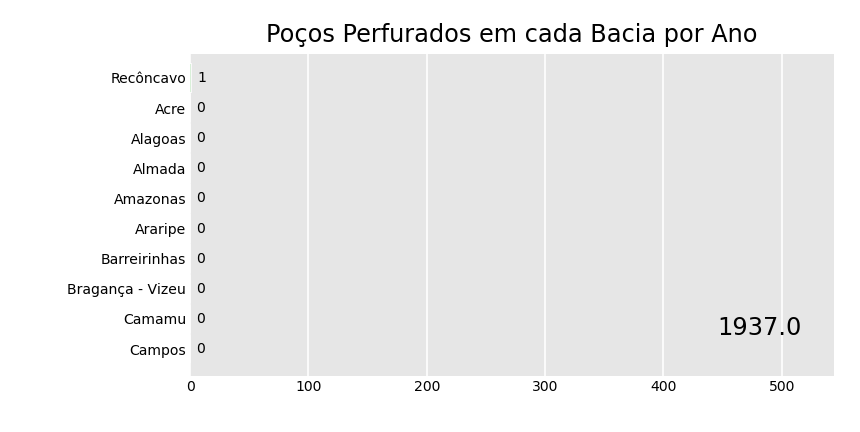 Poços Perfurados em cada Bacia por Ano
Recôncavo 1
Acre 0
Alagoas 0
Almada 0
Amazonas 0
Araripe 0
Barreirinhas 0
Bragança - Vizeu 0
Camamu 0
1937.0
Campos 0
0 100 200 300 400 500